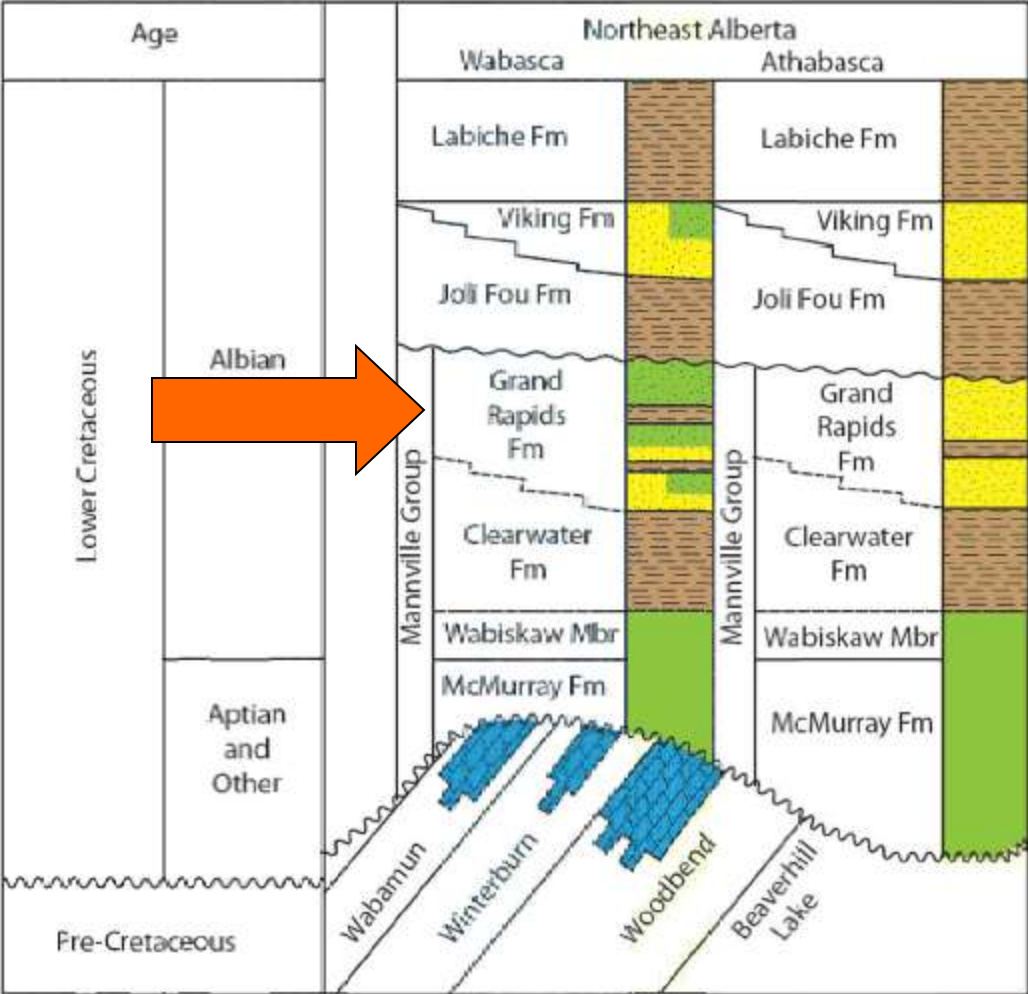 Age
Northeast Alberta
Wabasca
Athabasca
Labiche Fm
Labiche Fm
Viking Fm
Viking Fm
Joli Fou Fm
Joli Fou Fm
Lower Cretaceous
Albian
Mannville Group
Grand
Rapids
Fm
Mannville Group
Grand
Rapids
Fm
Clearwater
Fm
Clearwater
Fm
Wabiskaw Mbr
Wabiskaw Mbr
McMurray Fm
McMurray Fm
Aptian
and
Other
Fre-Cretaceous
Wabamun
Winterburn
Woodbend
Beaverhill
Lake